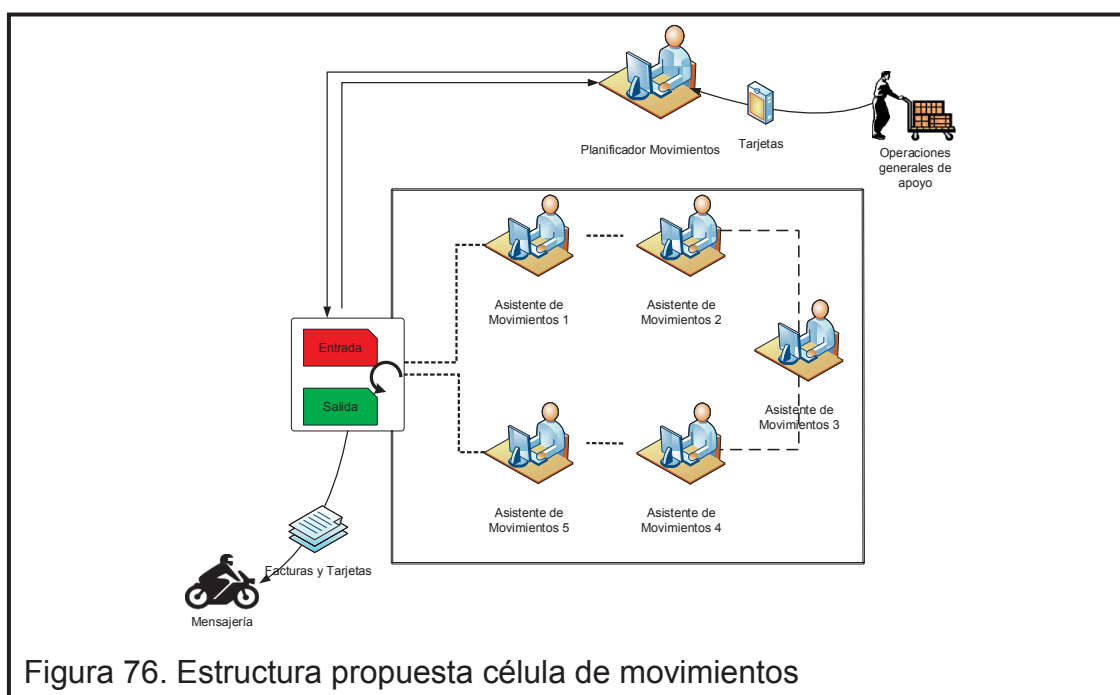 Planificador Movimientos
Tarjetas
Operaciones
generales de
apoyo
Asistente de
Movimientos 1
Asistente de
Movimientos 2
Entrada
Salida
Asistente de
Movimientos 3
Asistente de
Movimientos 5
Asistente de
Movimientos 4
Facturas y Tarjetas
Mensajería
Figura 76. Estructura propuesta célula de movimientos